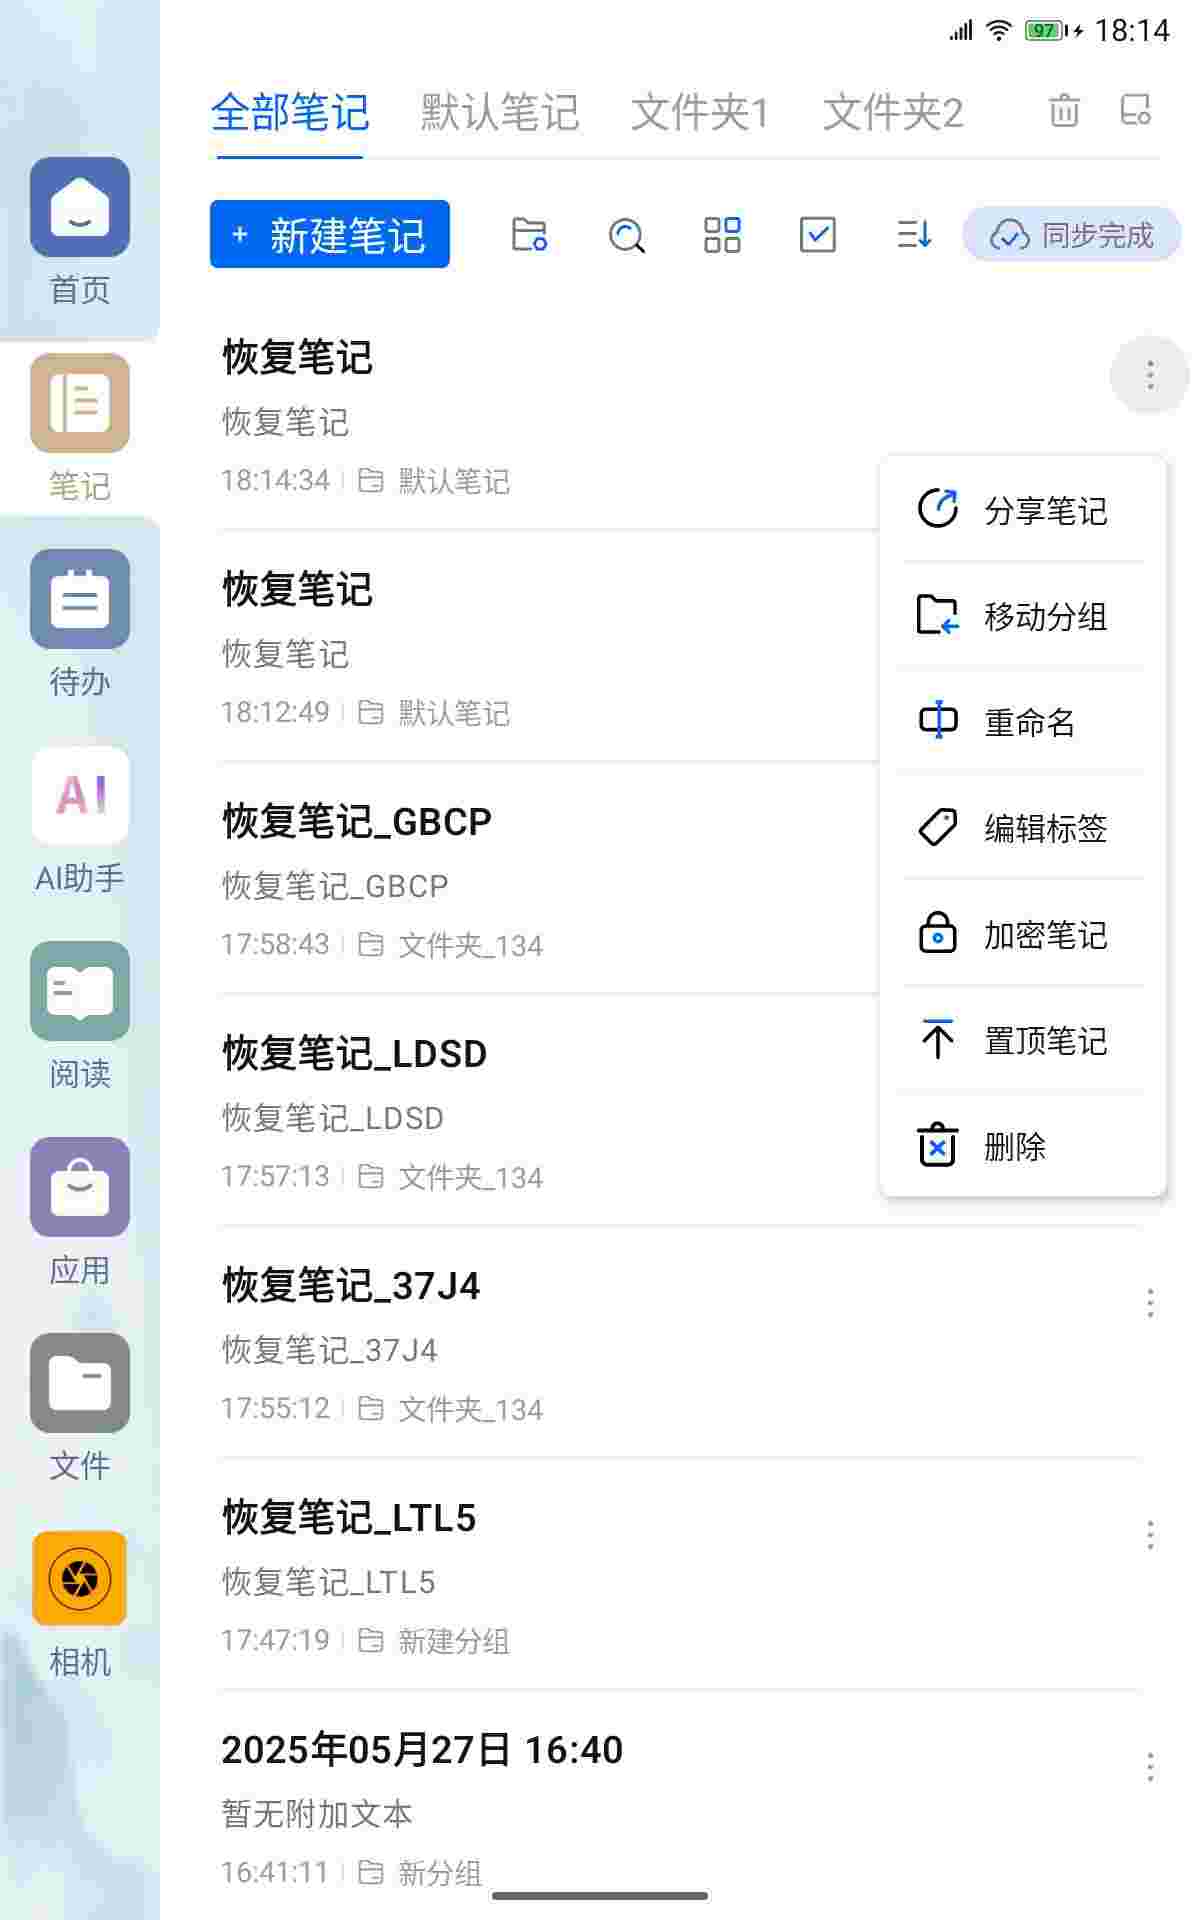 97 18:14
全部笔记 默认笔记 文件夹1 文件夹2
+ 新建笔记 同步完成
首页
笔记
待办
AI
AI助手
阅读
应用
文件
相机
恢复笔记
恢复笔记
18:14:34 默认笔记
恢复笔记
恢复笔记
18:12:49 默认笔记
恢复笔记_GBCP
恢复笔记_GBCP
17:58:43 文件夹_134
恢复笔记_LDSD
恢复笔记_LDSD
17:57:13 文件夹_134
恢复笔记_37J4
恢复笔记_37J4
17:55:12 文件夹_134
恢复笔记_LTL5
恢复笔记_LTL5
17:47:19 新建分组
2025年05月27日 16:40
暂无附加文本
16:41:11 新分组
分享笔记
移动分组
重命名
编辑标签
加密笔记
置顶笔记
删除